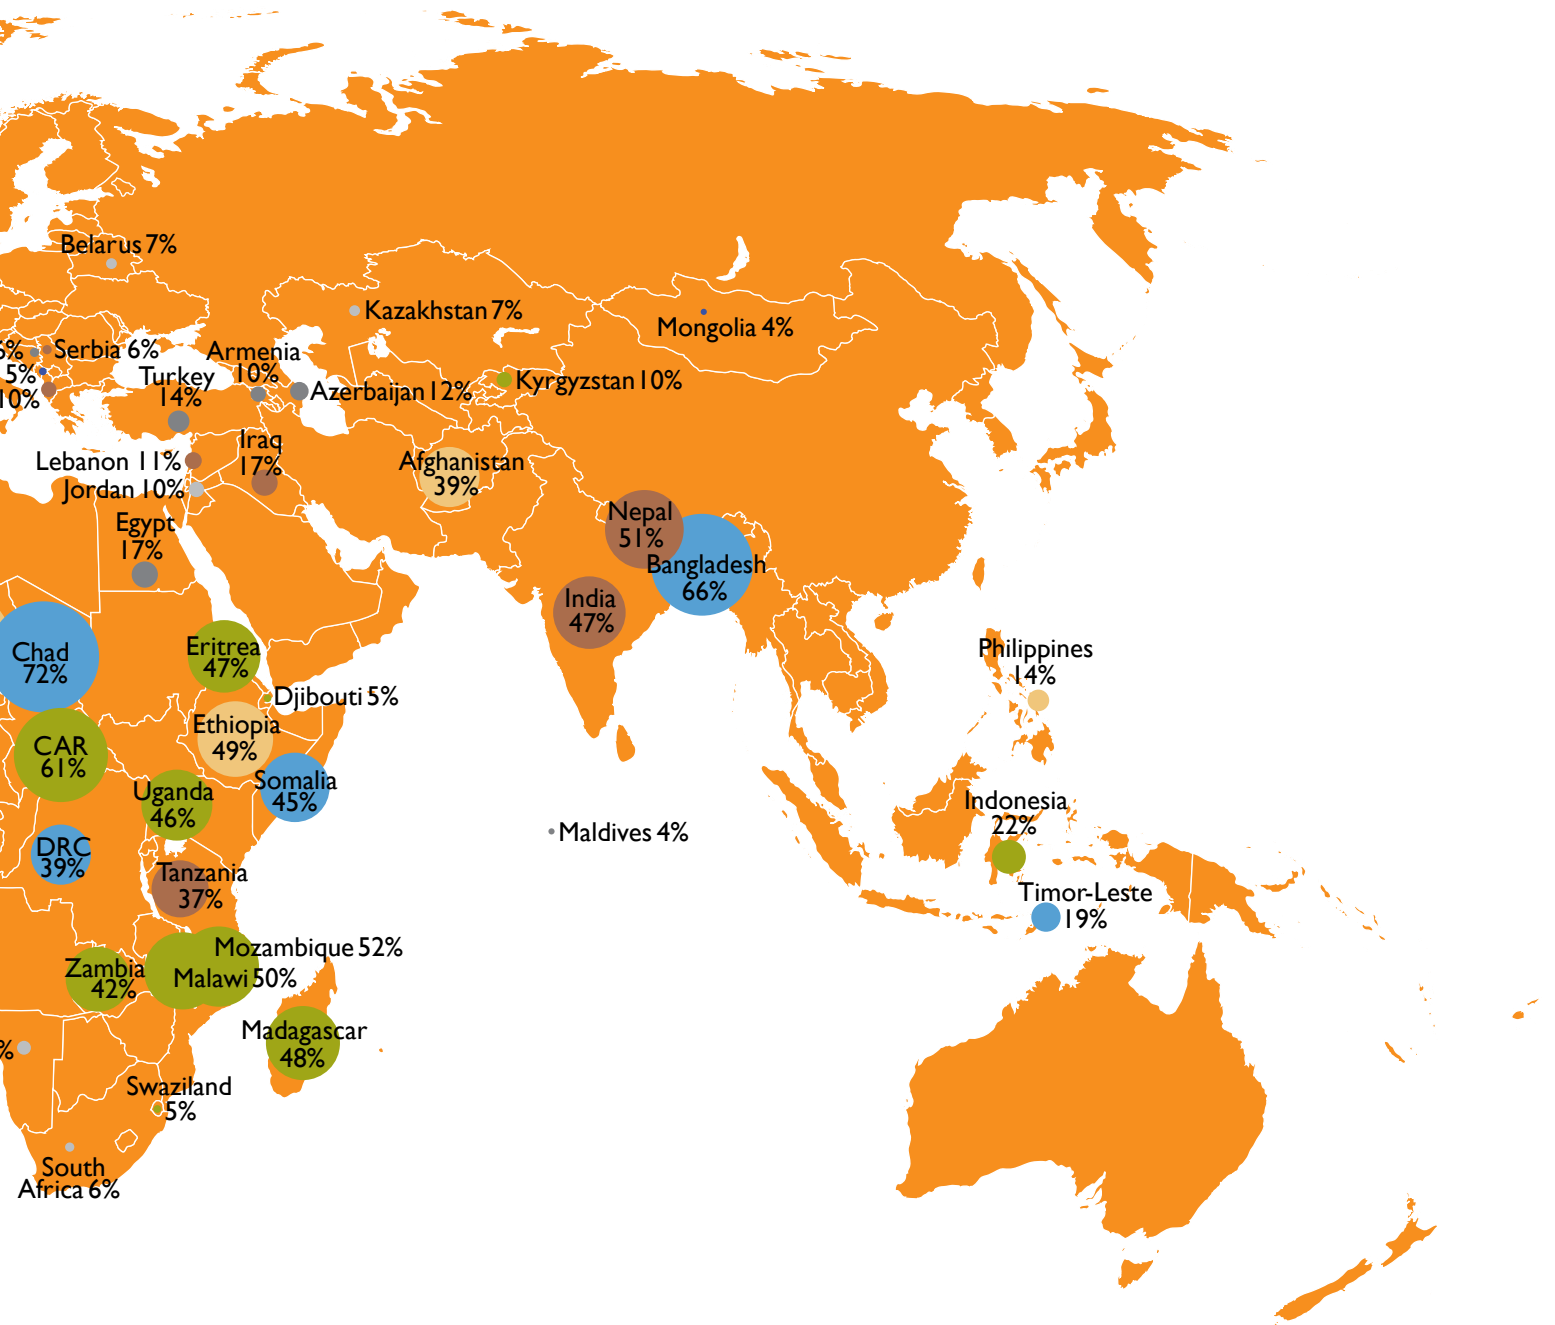 Belarus 7%
Kazakhstan 7%
Mongolia 4%
Serbia 6%
5%
10%
Armenia
10%
Turkey
14%
Azerbaijan 12%
Kyrgyzstan 10%
Iraq
17%
Lebanon 11%
Jordan 10%
Afghanistan
39%
Egypt
17%
Nepal
51%
Bangladesh
66%
India
47%
Chad
72%
Eritrea
47%
Djibouti 5%
Philippines
14%
CAR
61%
Ethiopia
49%
Somalia
45%
Uganda
46%
Maldives 4%
Indonesia
22%
DRC
39%
Tanzania
37%
Timor-Leste
19%
Mozambique 52%
Malawi 50%
Zambia
42%
Madagascar
48%
%
Swaziland
5%
South
Africa 6%